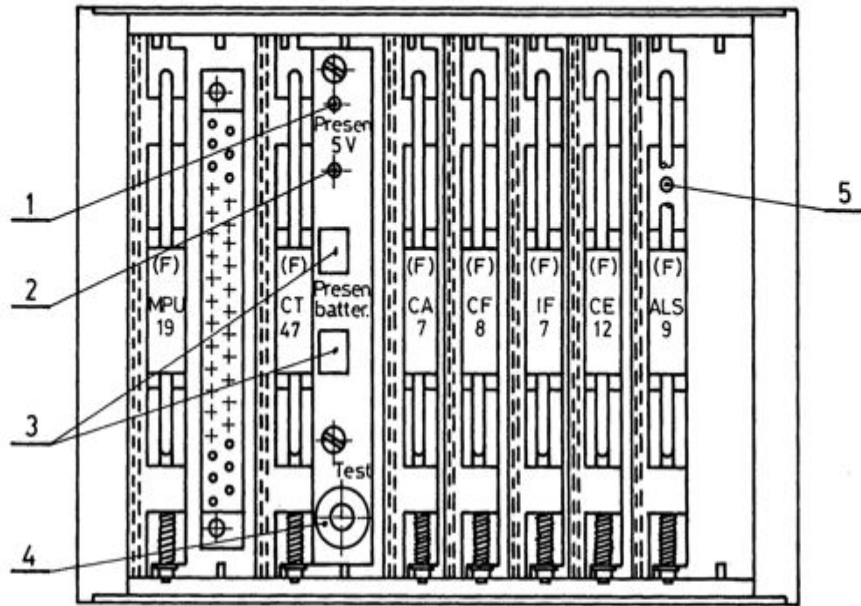 Presen
5V
1
2
3
4
5
(F)
MPU
19
(F)
CT
47
Presen
batter.
(F)
CA
7
(F)
CF
8
(F)
IF
7
(F)
CE
12
(F)
ALS
9
Test